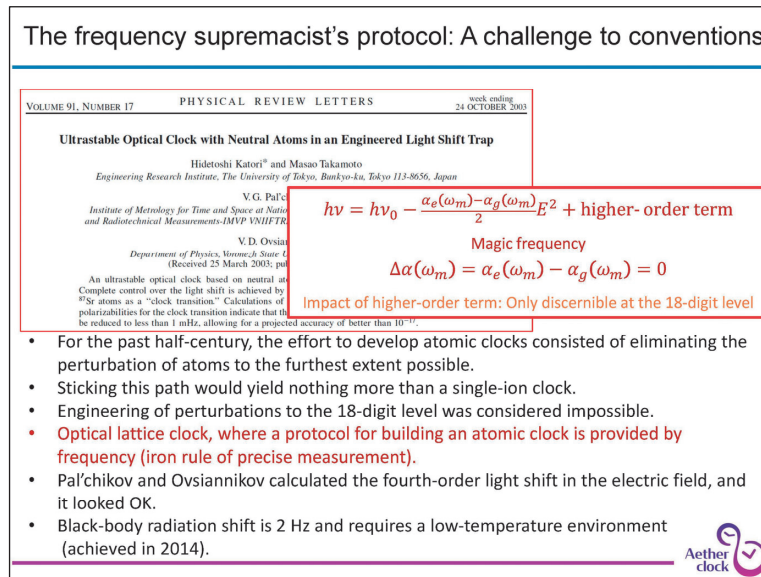 The frequency supremacist's protocol: A challenge to conventions
VOLUME 91, NUMBER 17 PHYSICAL REVIEW LETTERS week ending 24 OCTOBER 2003
Ultrastable Optical Clock with Neutral Atoms in an Engineered Light Shift Trap
Hidetoshi Katori* and Masao Takamoto
Engineering Research Institute, The University of Tokyo, Bunkyo-ku, Tokyo 113-8656, Japan
V. G. Pal'c
Institute of Metrology for Time and Space at Natio
and Radiotechnical Measurements-IMVP VNIIFTR
V. D. Ovsian
Department of Physics, Voronezh State U
(Received 25 March 2003; pu
An ultrastable optical clock based on neutral ato
Complete control over the light shift is achieved by
⁸⁷Sr atoms as a "clock transition." Calculations of
polarizabilities for the clock transition indicate that th
be reduced to less than 1 mHz, allowing for a projected accuracy of better than 10⁻¹⁷.
hν = hν₀ − (αₑ(ωₘ)−α_g(ωₘ))/2 E² + higher-order term
Magic frequency
Δα(ωₘ) = αₑ(ωₘ) − α_g(ωₘ) = 0
Impact of higher-order term: Only discernible at the 18-digit level
• For the past half-century, the effort to develop atomic clocks consisted of eliminating the
perturbation of atoms to the furthest extent possible.
• Sticking this path would yield nothing more than a single-ion clock.
• Engineering of perturbations to the 18-digit level was considered impossible.
• Optical lattice clock, where a protocol for building an atomic clock is provided by
frequency (iron rule of precise measurement).
• Pal'chikov and Ovsiannikov calculated the fourth-order light shift in the electric field, and
it looked OK.
• Black-body radiation shift is 2 Hz and requires a low-temperature environment
(achieved in 2014).
Aether
clock